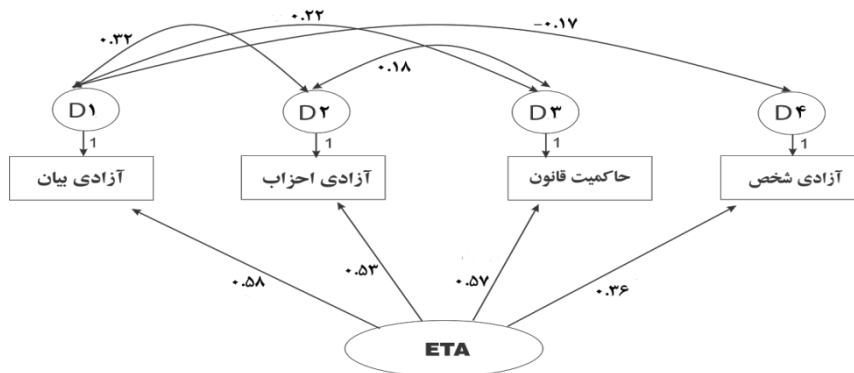 ۰.۳۲
۰.۲۲
-۰.۱۷
۰.۱۸
D۱
D۲
D۳
D۴
1
1
1
1
آزادی بیان
آزادی احزاب
حاکمیت قانون
آزادی شخص
۰.۵۸
۰.۵۳
۰.۵۷
۰.۳۶
ETA